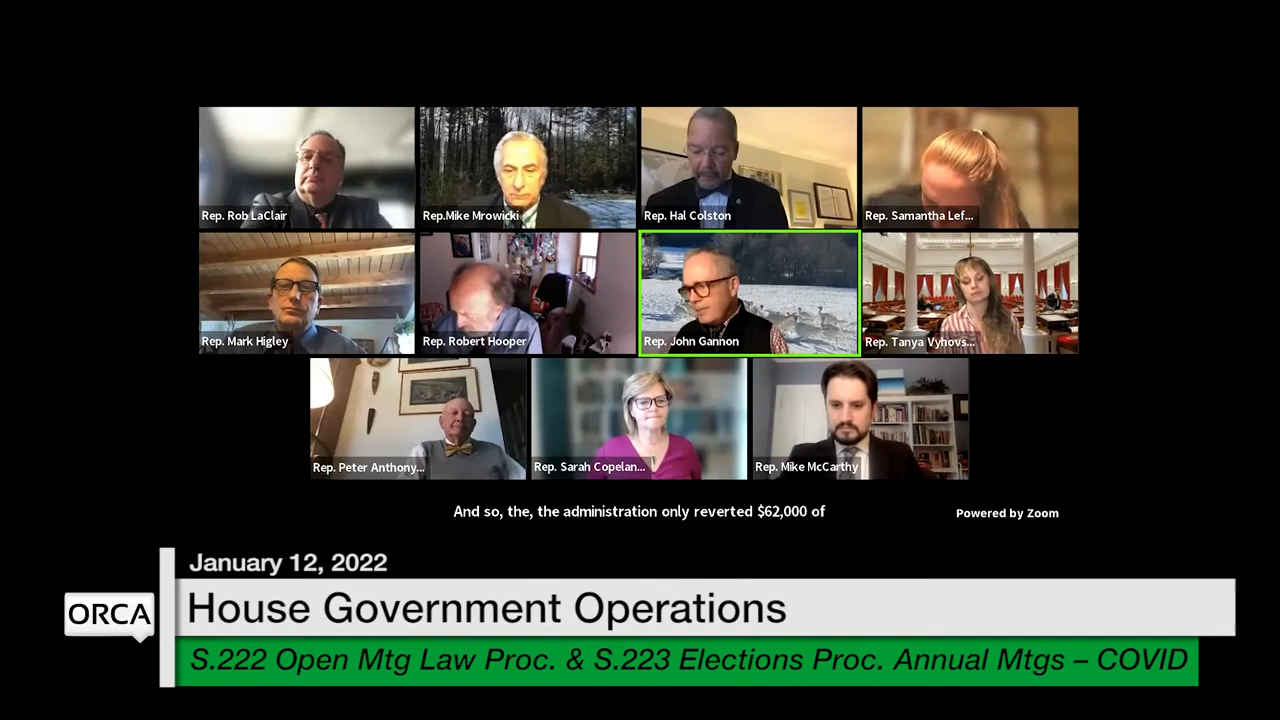 Rep. Rob LaClair
Rep.Mike Mrowicki
Rep. Hal Colston
Rep. Samantha Lef...
Rep. Mark Higley
Rep. Robert Hooper
Rep. John Gannon
Rep. Tanya Vyhovs...
Rep. Peter Anthony...
Rep. Sarah Copelan...
Rep. Mike McCarthy
And so, the, the administration only reverted $62,000 of
Powered by Zoom
January 12, 2022
ORCA
House Government Operations
S.222 Open Mtg Law Proc. & S.223 Elections Proc. Annual Mtgs – COVID